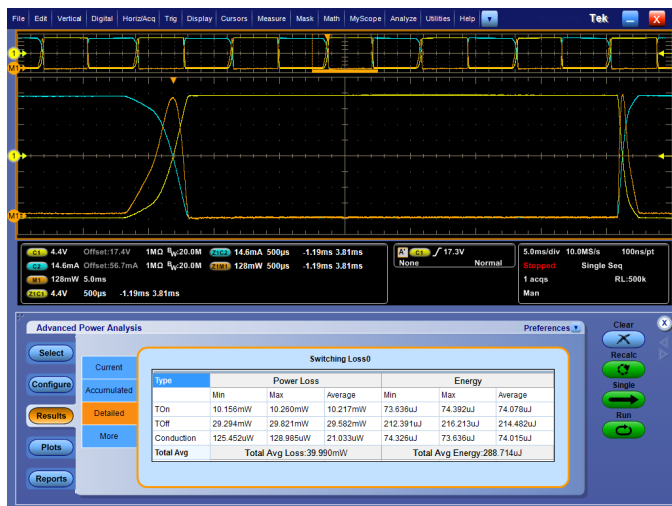 File Edit Vertical Digital Horiz/Acq Trig Display Cursors Measure Mask Math MyScope Analyze Utilities Help Tek X
1
M1
1
M1
C1 4.4V Offset:17.4V 1MΩ BW:20.0M
C2 14.6mA Offset:56.7mA 1MΩ BW:20.0M
M1 128mW 5.0ms
Z1C1 4.4V 500µs -1.19ms 3.81ms
Z1C2 14.6mA 500µs -1.19ms 3.81ms
Z1M1 128mW 500µs -1.19ms 3.81ms
A' C1 17.3V
None Normal
5.0ms/div 10.0MS/s 100ns/pt
Stopped Single Seq
1 acqs RL:500k
Man
Advanced Power Analysis Preferences
Clear X
Recalc
Single
Run
Select
Configure
Results
Plots
Reports
Current
Accumulated
Detailed
More
Switching Loss0
Type Power Loss Energy
Min Max Average Min Max Average
TOn 10.156mW 10.260mW 10.217mW 73.636uJ 74.392uJ 74.078uJ
TOff 29.294mW 29.821mW 29.582mW 212.391uJ 216.213uJ 214.482uJ
Conduction 125.452uW 128.985uW 21.033uW 74.326uJ 73.636uJ 74.015uJ
Total Avg Total Avg Loss:39.990mW Total Avg Energy:288.714uJ